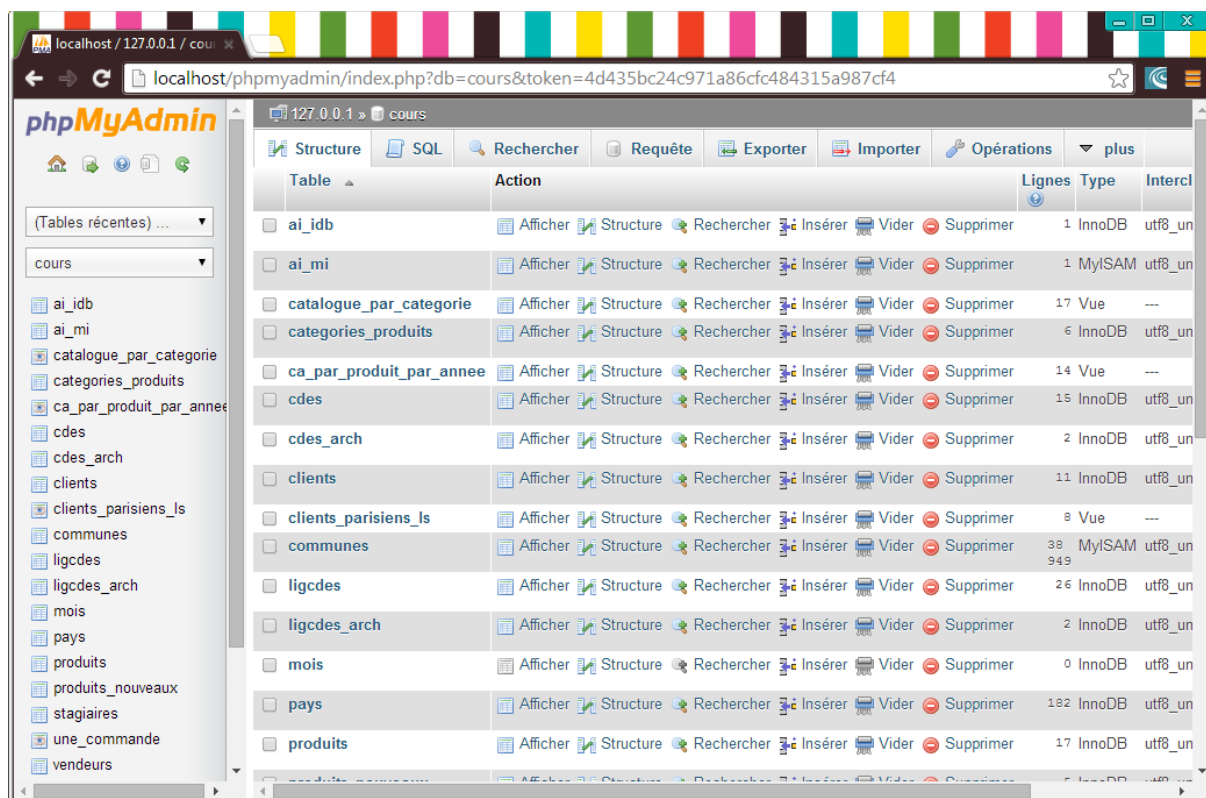 localhost / 127.0.0.1 / cou
localhost/phpmyadmin/index.php?db=cours&token=4d435bc24c971a86cfc484315a987cf4
phpMyAdmin
(Tables récentes) ...
cours
ai_idb
ai_mi
catalogue_par_categorie
categories_produits
ca_par_produit_par_annee
cdes
cdes_arch
clients
clients_parisiens_ls
communes
ligcdes
ligcdes_arch
mois
pays
produits
produits_nouveaux
stagiaires
une_commande
vendeurs
127.0.0.1 » cours
Structure SQL Rechercher Requête Exporter Importer Opérations plus
Table Action Lignes Type Intercl
ai_idb Afficher Structure Rechercher Insérer Vider Supprimer 1 InnoDB utf8_un
ai_mi Afficher Structure Rechercher Insérer Vider Supprimer 1 MyISAM utf8_un
catalogue_par_categorie Afficher Structure Rechercher Insérer Vider Supprimer 17 Vue ---
categories_produits Afficher Structure Rechercher Insérer Vider Supprimer 6 InnoDB utf8_un
ca_par_produit_par_annee Afficher Structure Rechercher Insérer Vider Supprimer 14 Vue ---
cdes Afficher Structure Rechercher Insérer Vider Supprimer 15 InnoDB utf8_un
cdes_arch Afficher Structure Rechercher Insérer Vider Supprimer 2 InnoDB utf8_un
clients Afficher Structure Rechercher Insérer Vider Supprimer 11 InnoDB utf8_un
clients_parisiens_ls Afficher Structure Rechercher Insérer Vider Supprimer 8 Vue ---
communes Afficher Structure Rechercher Insérer Vider Supprimer 38 MyISAM utf8_un
949
ligcdes Afficher Structure Rechercher Insérer Vider Supprimer 26 InnoDB utf8_un
ligcdes_arch Afficher Structure Rechercher Insérer Vider Supprimer 2 InnoDB utf8_un
mois Afficher Structure Rechercher Insérer Vider Supprimer 0 InnoDB utf8_un
pays Afficher Structure Rechercher Insérer Vider Supprimer 182 InnoDB utf8_un
produits Afficher Structure Rechercher Insérer Vider Supprimer 17 InnoDB utf8_un